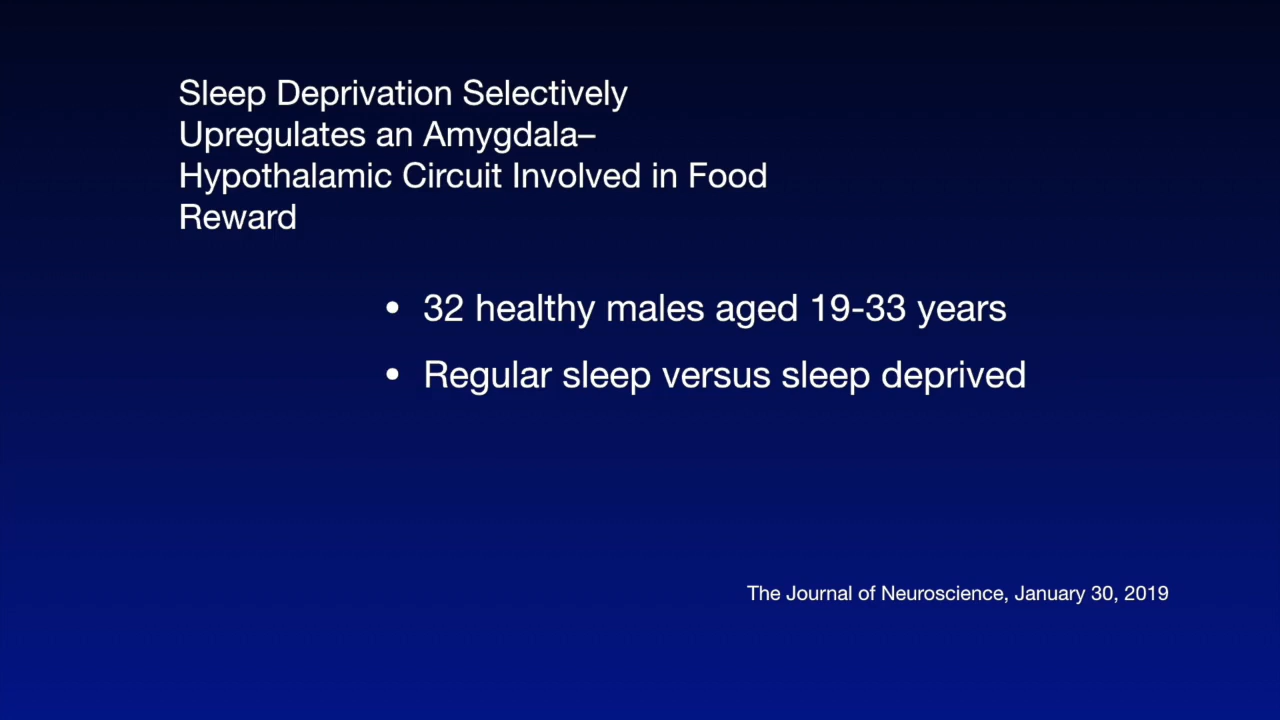 Sleep Deprivation Selectively
Upregulates an Amygdala–
Hypothalamic Circuit Involved in Food
Reward
• 32 healthy males aged 19-33 years
• Regular sleep versus sleep deprived
The Journal of Neuroscience, January 30, 2019